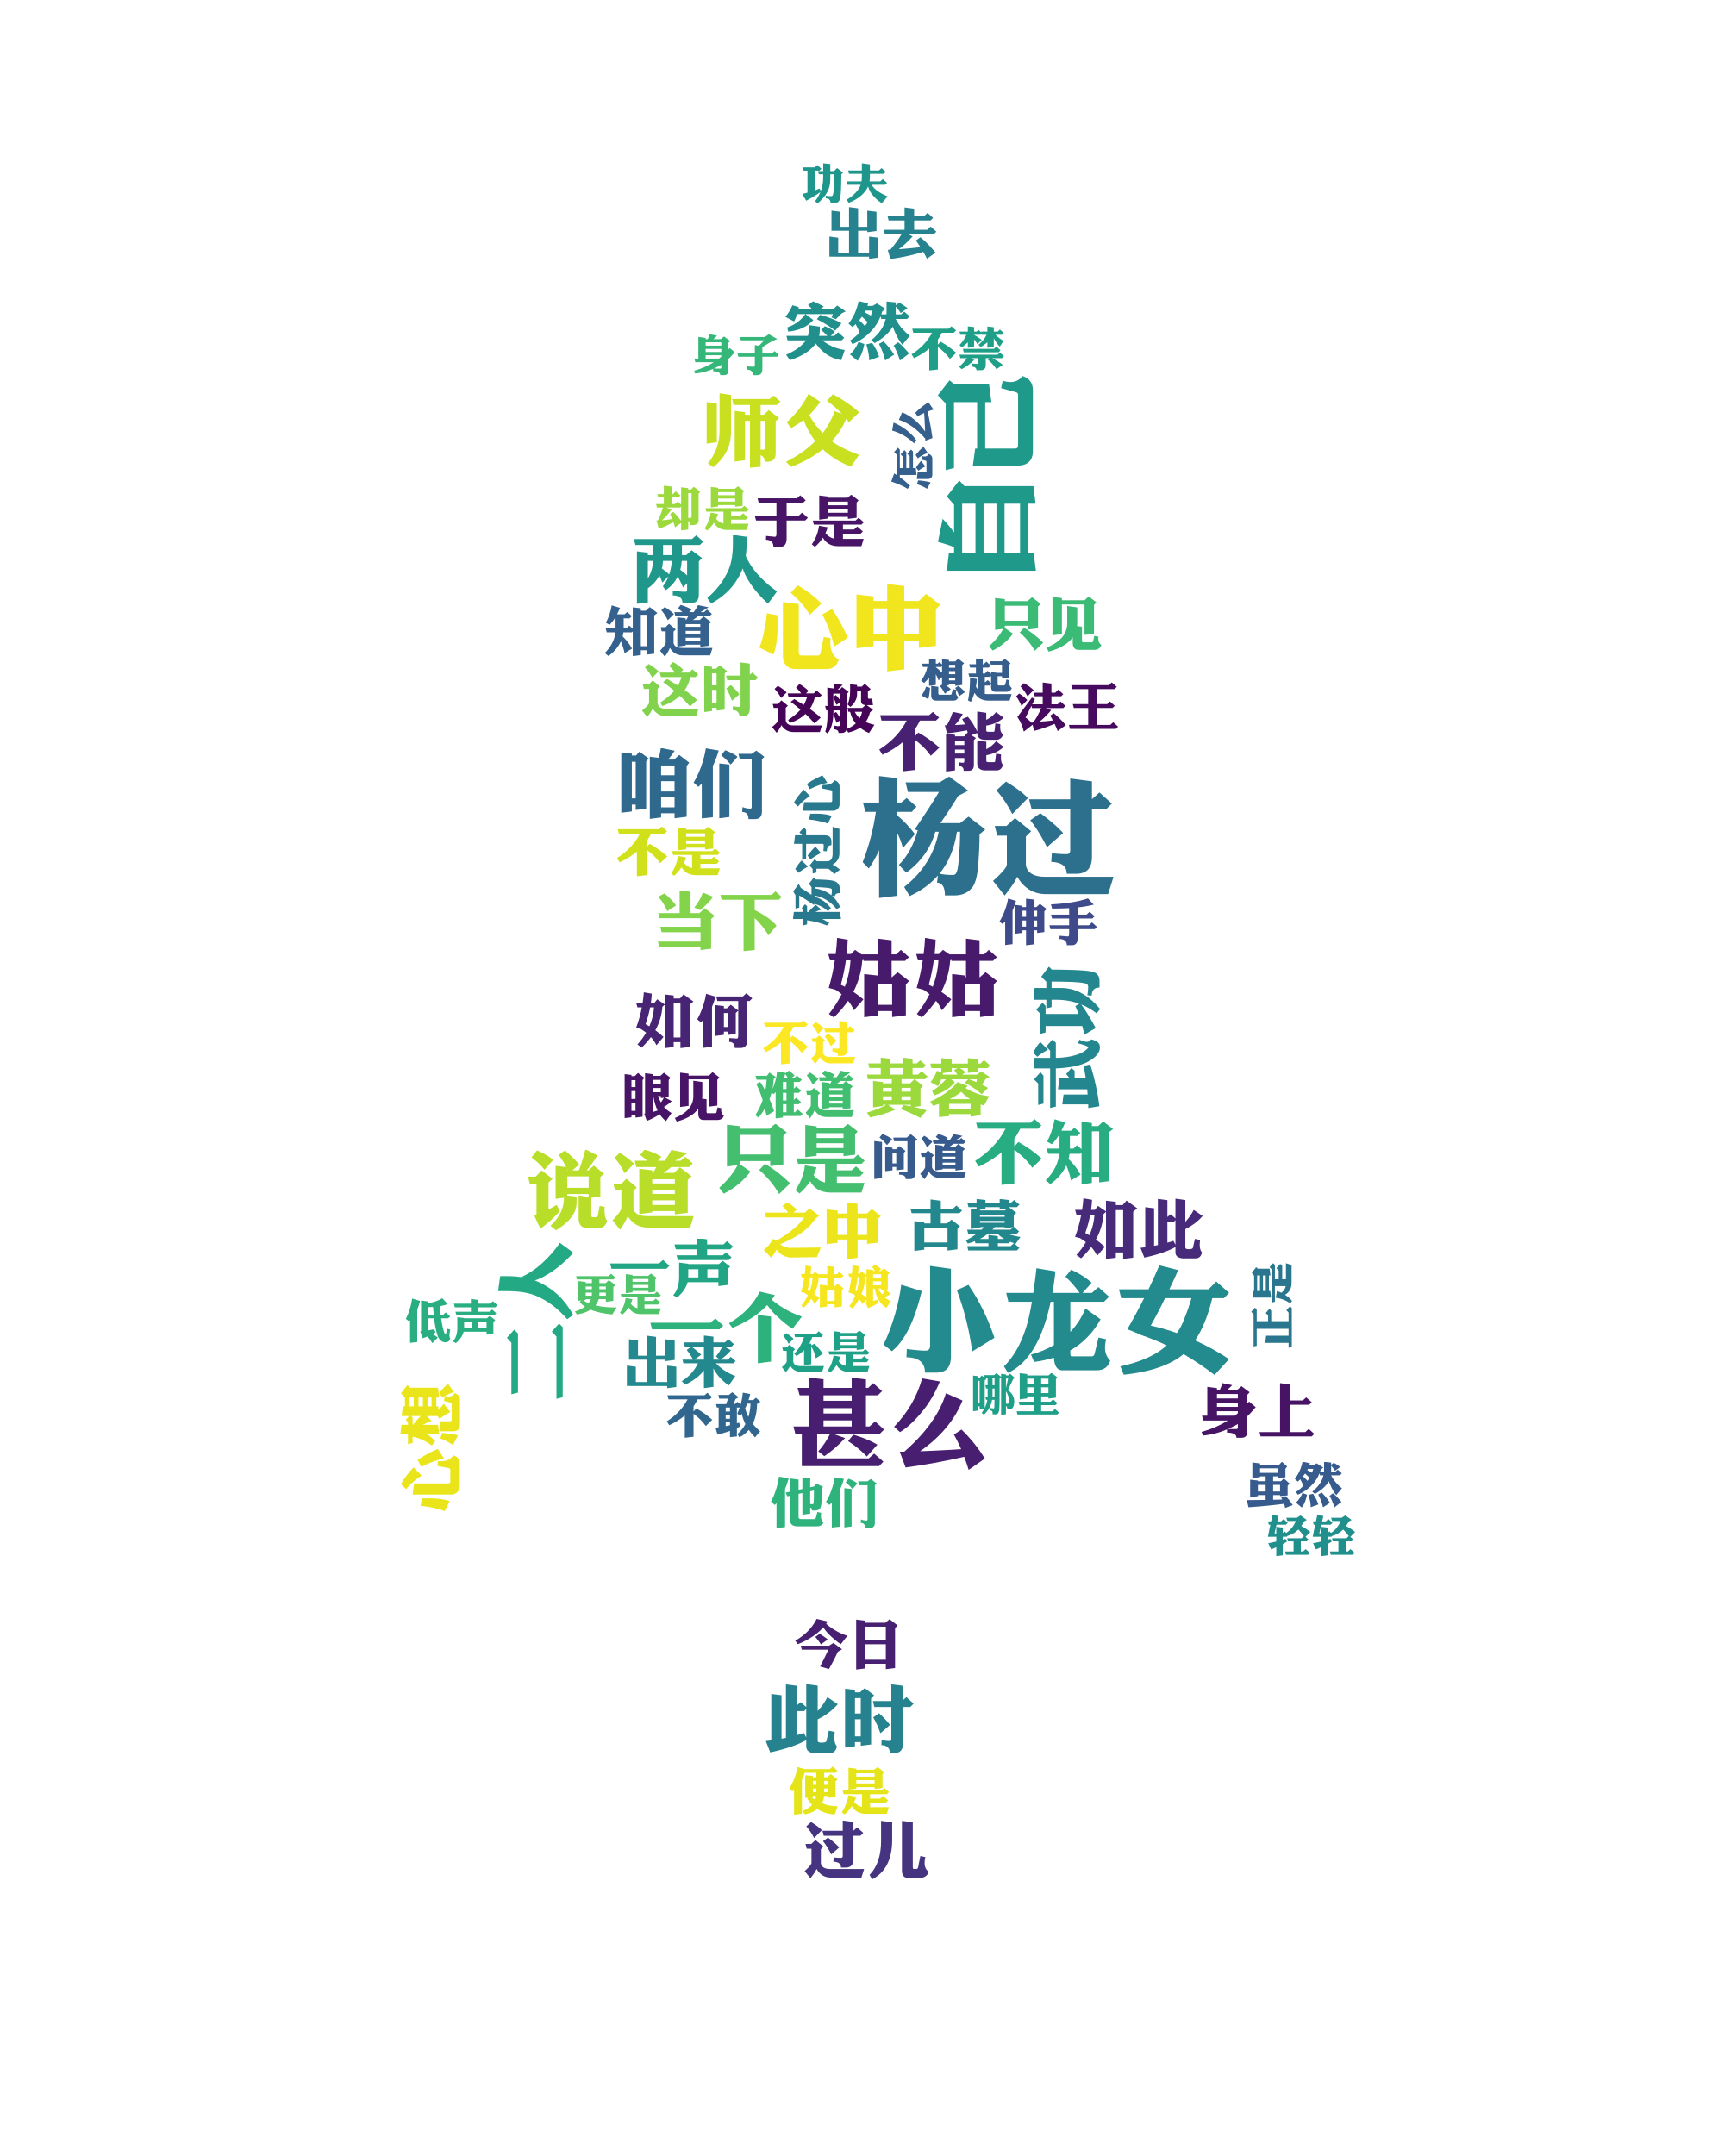 功夫
出去
突然
不禁
身子
师父
怎么
自己
却是
于是
两人
心中
只见
知道
这时
想起
这般
法王
不能
咱们
杨过儿
杨过
不是
当下
伸手
姑姑
武功
如何
不过
眼见
难道
黄蓉
只是
问道
不知
说道
之中
古墓
如此
二人
一声
更是
姑娘
小龙女
正是
低声
一个
出来
还是
不敢
甚么
哪里
身上
心想
他们
虽然
轻轻
今日
此时
便是
过儿